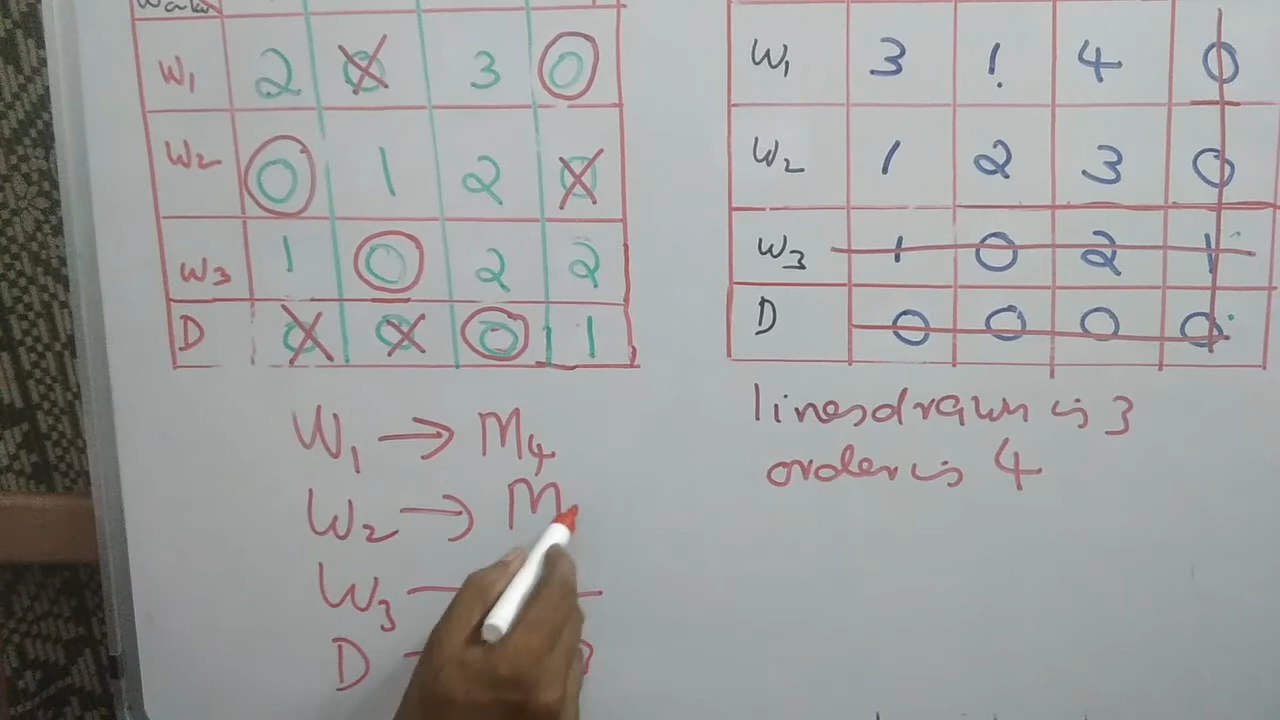 W1 2 0 3 0
W2 0 1 2 0
W3 1 0 2 2
D 0 0 0 1
W1 → M4
W2 → M
W3
D
W1 3 1 4 0
W2 1 2 3 0
W3 1 0 2 1
D 0 0 0 0
lines drawn is 3
order is 4